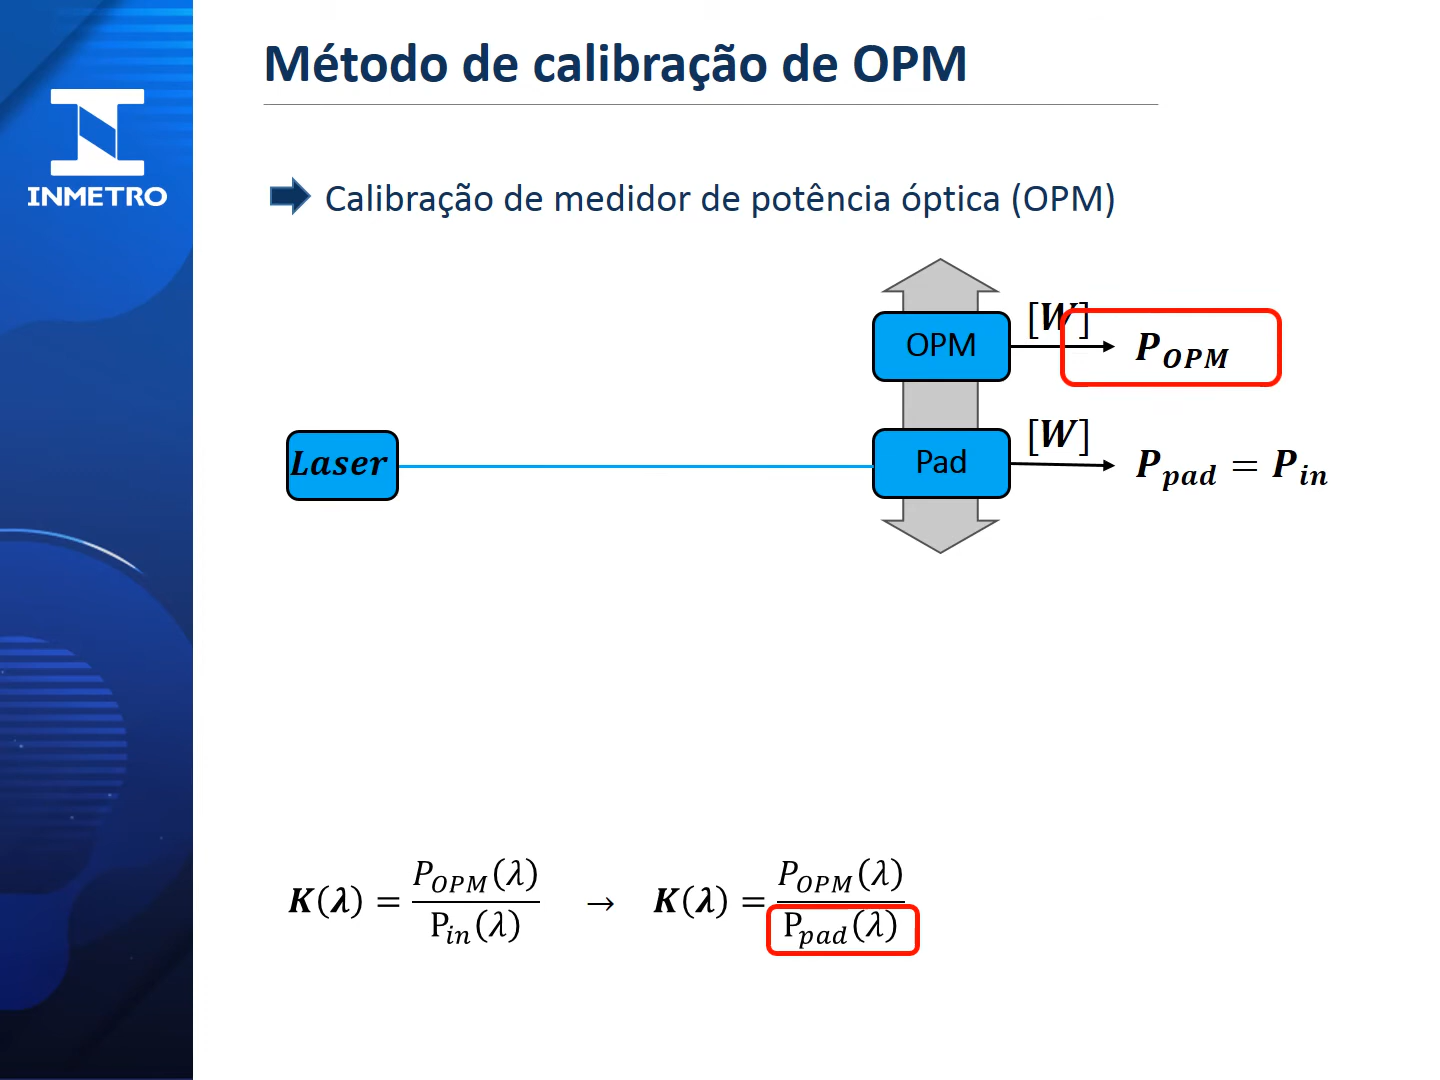 Método de calibração de OPM
INMETRO
Calibração de medidor de potência óptica (OPM)
OPM
[W]
P_OPM
Laser
Pad
[W]
P_pad = P_in
K(λ) = P_OPM(λ) / P_in(λ) → K(λ) = P_OPM(λ) / P_pad(λ)